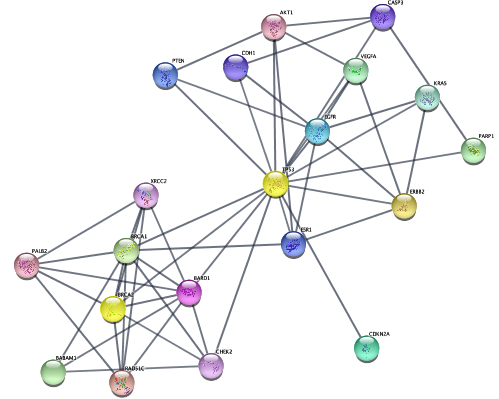 CASP3
AKT1
CDH1
PTEN
VEGFA
KRAS
EGFR
PARP1
TP53
XRCC2
ERBB2
ESR1
BRCA1
PALB2
BARD1
BRCA2
CDKN2A
CHEK2
BABAM1
RAD51C